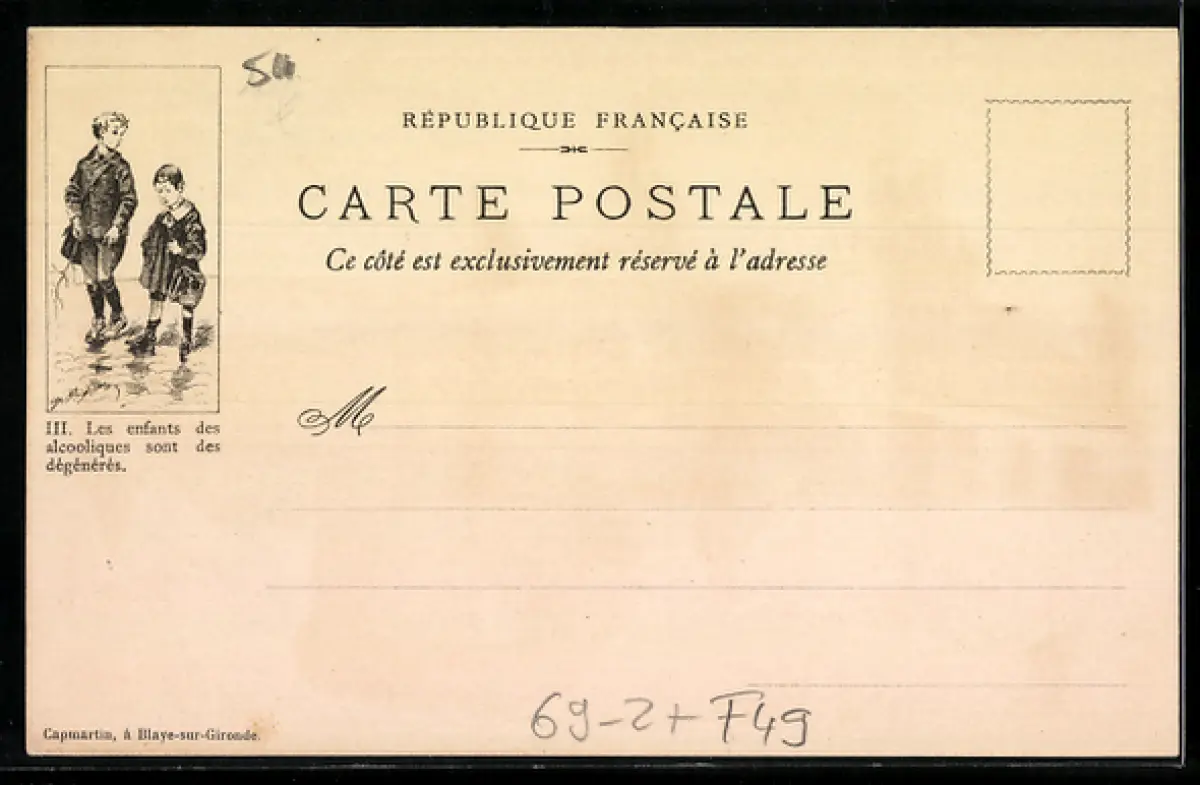 RÉPUBLIQUE FRANÇAISE
CARTE POSTALE
Ce côté est exclusivement réservé à l'adresse
M
III. Les enfants des
alcooliques sont des
dégénérés.
69-2+ F49
Capmartin, à Blaye-sur-Gironde.